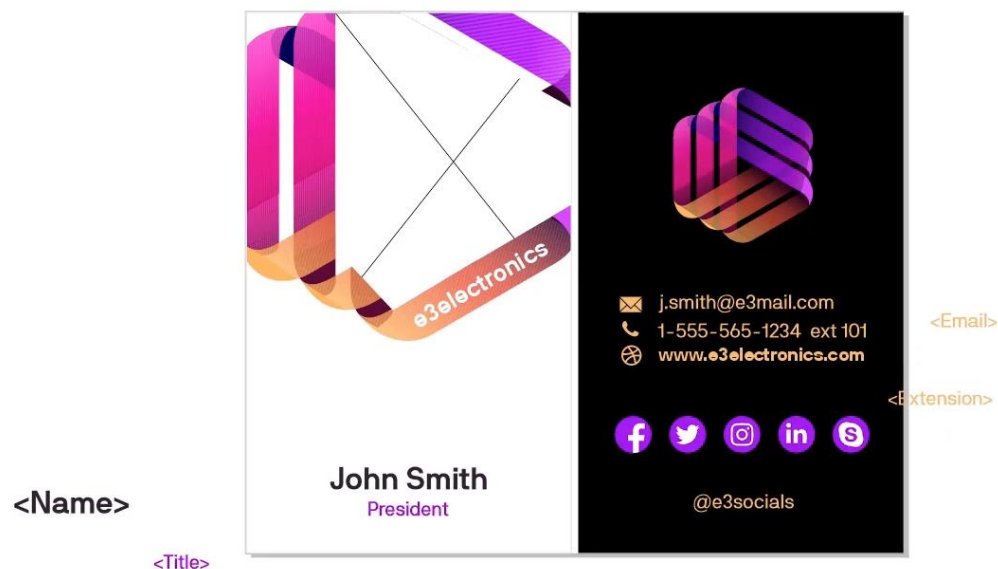 e3electronics
John Smith
President
<Name>
<Title>
j.smith@e3mail.com
1-555-565-1234 ext 101
www.e3electronics.com
@e3socials
<Email>
<Extension>